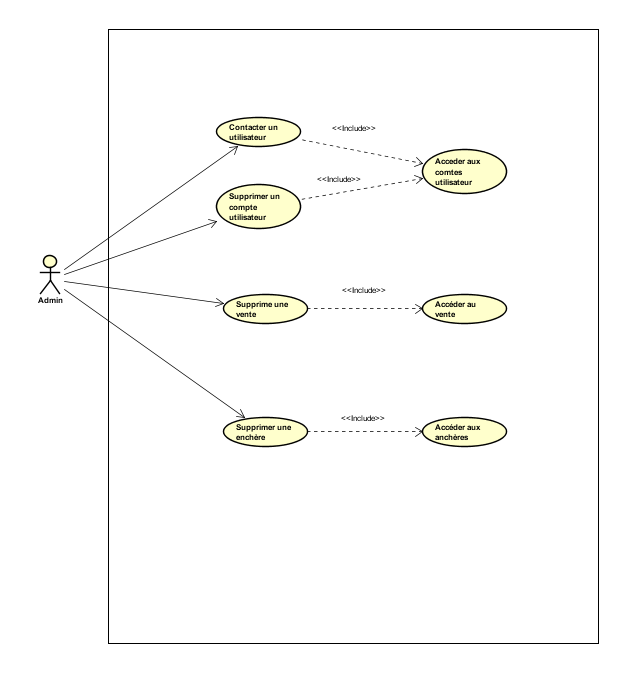 Contacter un
utilisateur
<<Include>>
Acceder aux
comtes
utilisateur
<<Include>>
Supprimer un
compte
utilisateur
Admin
Supprime une
vente
<<Include>>
Accéder au
vente
Supprimer une
enchère
<<Include>>
Accéder aux
anchères